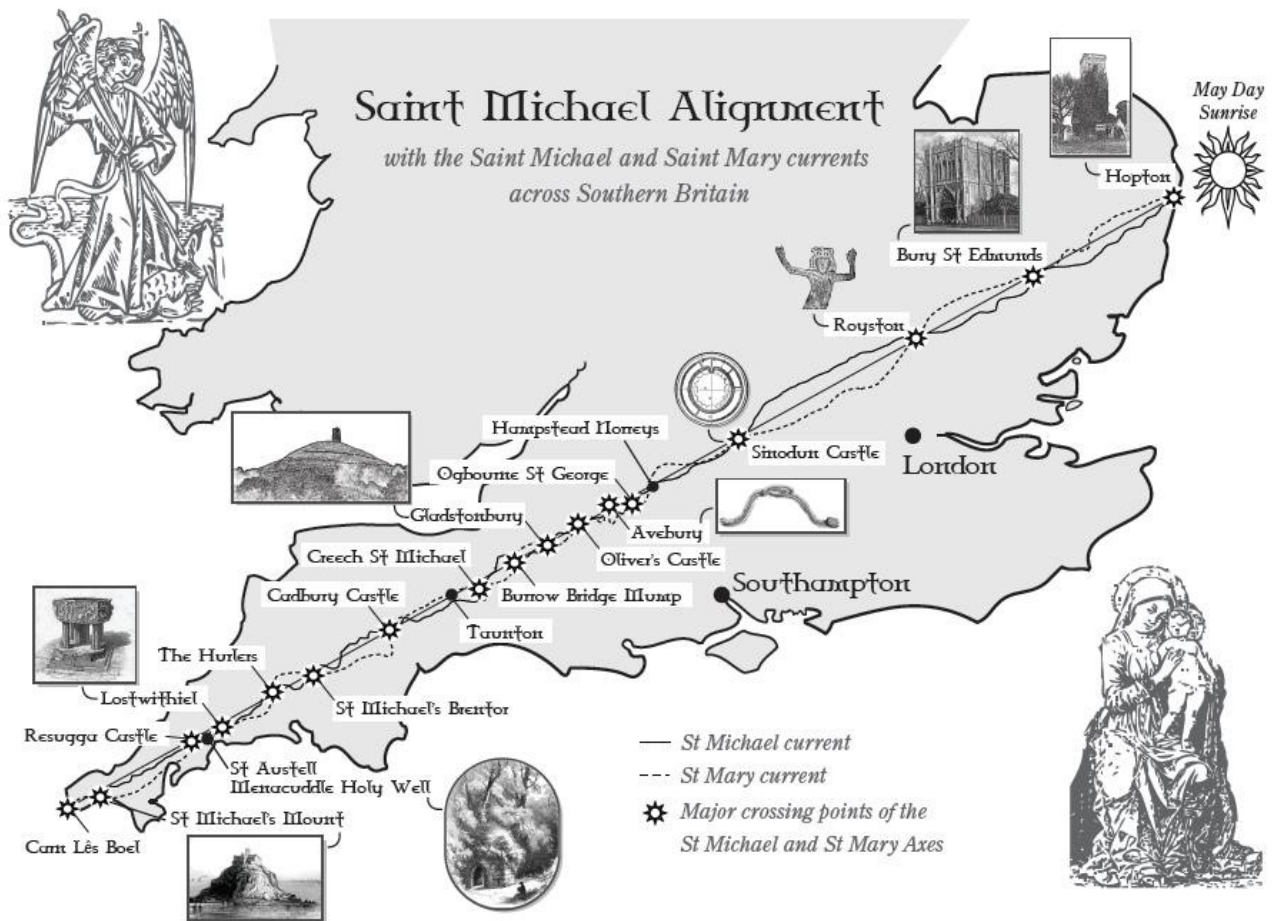 Saint Michael Alignment
with the Saint Michael and Saint Mary currents
across Southern Britain
May Day
Sunrise
Hopton
Bury St Edmunds
Royston
Hampstead Norreys
Sinodun Castle
London
Ogbourne St George
Gladstonbury
Avebury
Oliver's Castle
Creech St Michael
Burrow Bridge Mump
Southampton
Cadbury Castle
Taunton
The Hurlers
St Michael's Brentor
Lostwithiel
Resugga Castle
St Austell
Menacuddle Holy Well
St Michael's Mount
Carn Lês Boel
St Michael current
St Mary current
Major crossing points of the
St Michael and St Mary Axes